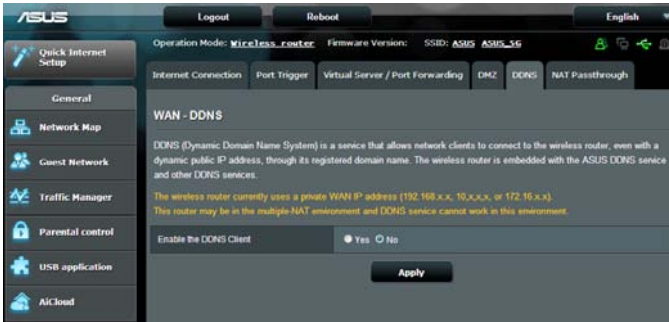 ASUS
Logout
Reboot
English
Quick Internet
Setup
Operation Mode: Wireless router Firmware Version: SSID: ASUS ASUS_5G
Internet Connection
Port Trigger
Virtual Server / Port Forwarding
DMZ
DDNS
NAT Passthrough
General
Network Map
Guest Network
Traffic Manager
Parental control
USB application
AiCloud
WAN - DDNS
DDNS (Dynamic Domain Name System) is a service that allows network clients to connect to the wireless router, even with a
dynamic public IP address, through its registered domain name. The wireless router is embedded with the ASUS DDNS service
and other DDNS services.
The wireless router currently uses a private WAN IP address (192.168.x.x, 10,x,x,x, or 172.16.x.x).
This router may be in the multiple-NAT environment and DDNS service cannot work in this environment.
Enable the DDNS Client
Yes No
Apply